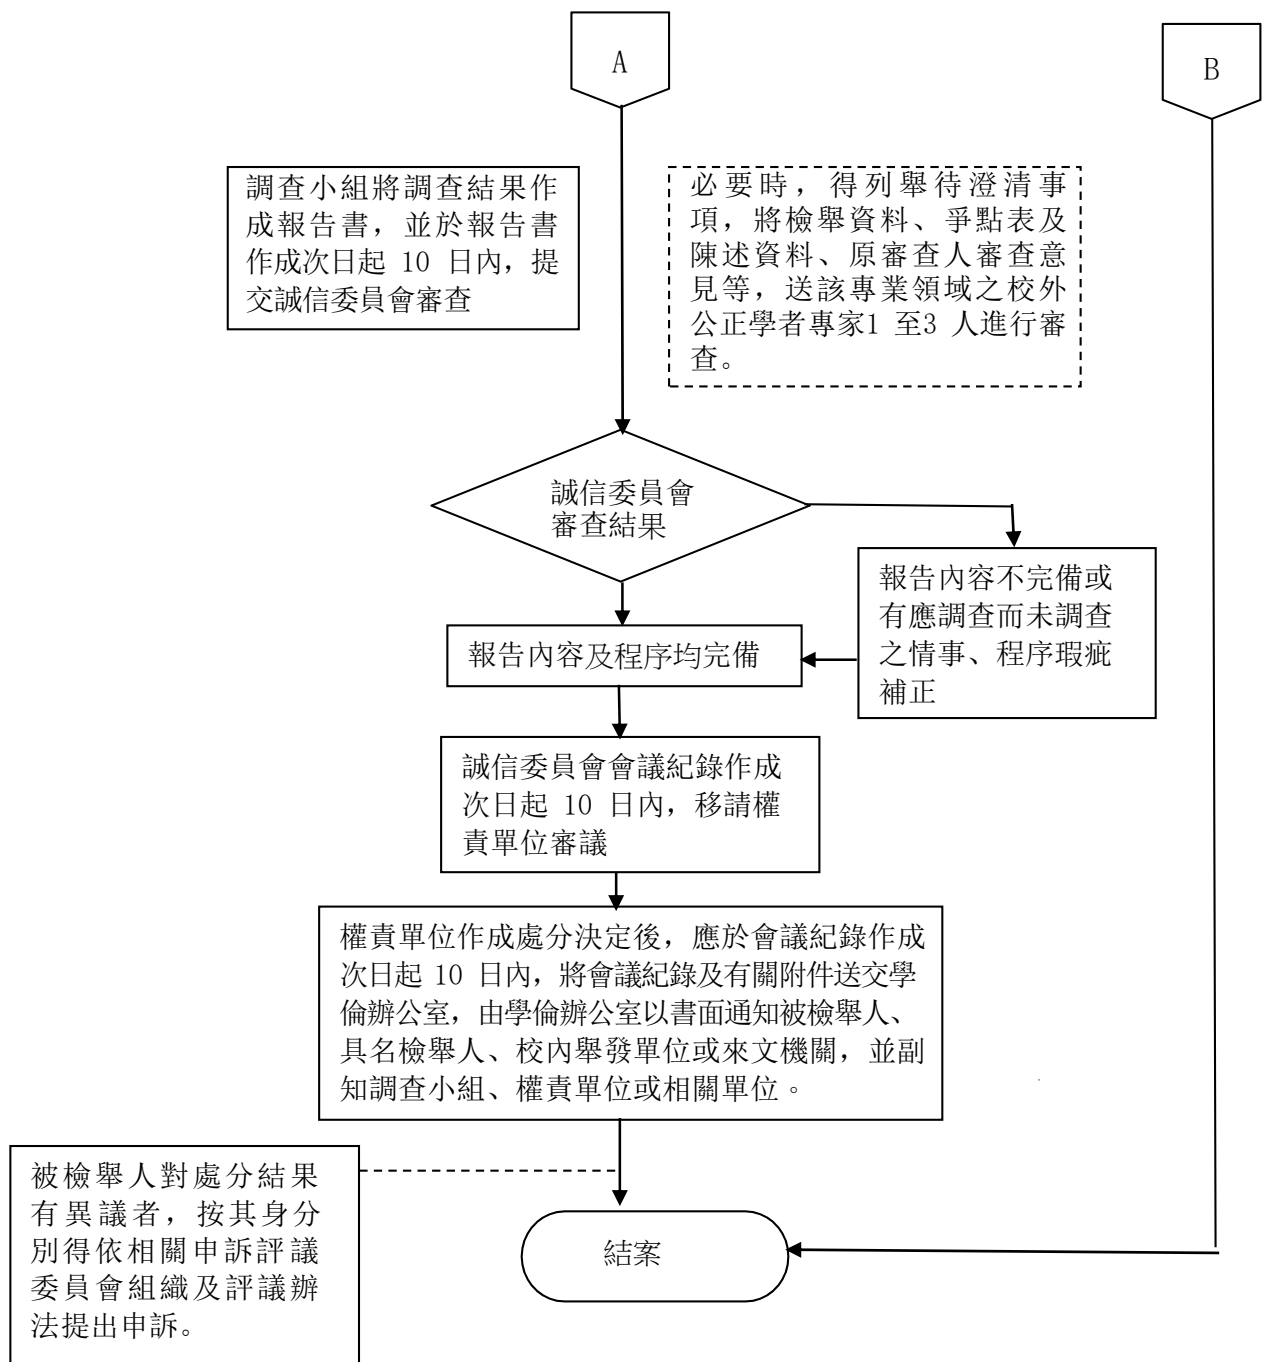 A
B
調查小組將調查結果作
成報告書，並於報告書
作成次日起 10 日內，提
交誠信委員會審查
必要時，得列舉待澄清事
項，將檢舉資料、爭點表及
陳述資料、原審查人審查意
見等，送該專業領域之校外
公正學者專家1 至3 人進行審
查。
誠信委員會
審查結果
報告內容不完備或
有應調查而未調查
之情事、程序瑕疵
補正
報告內容及程序均完備
誠信委員會會議紀錄作成
次日起 10 日內，移請權
責單位審議
權責單位作成處分決定後，應於會議紀錄作成
次日起 10 日內，將會議紀錄及有關附件送交學
倫辦公室，由學倫辦公室以書面通知被檢舉人、
具名檢舉人、校內舉發單位或來文機關，並副
知調查小組、權責單位或相關單位。
被檢舉人對處分結果
有異議者，按其身分
別得依相關申訴評議
委員會組織及評議辦
法提出申訴。
結案